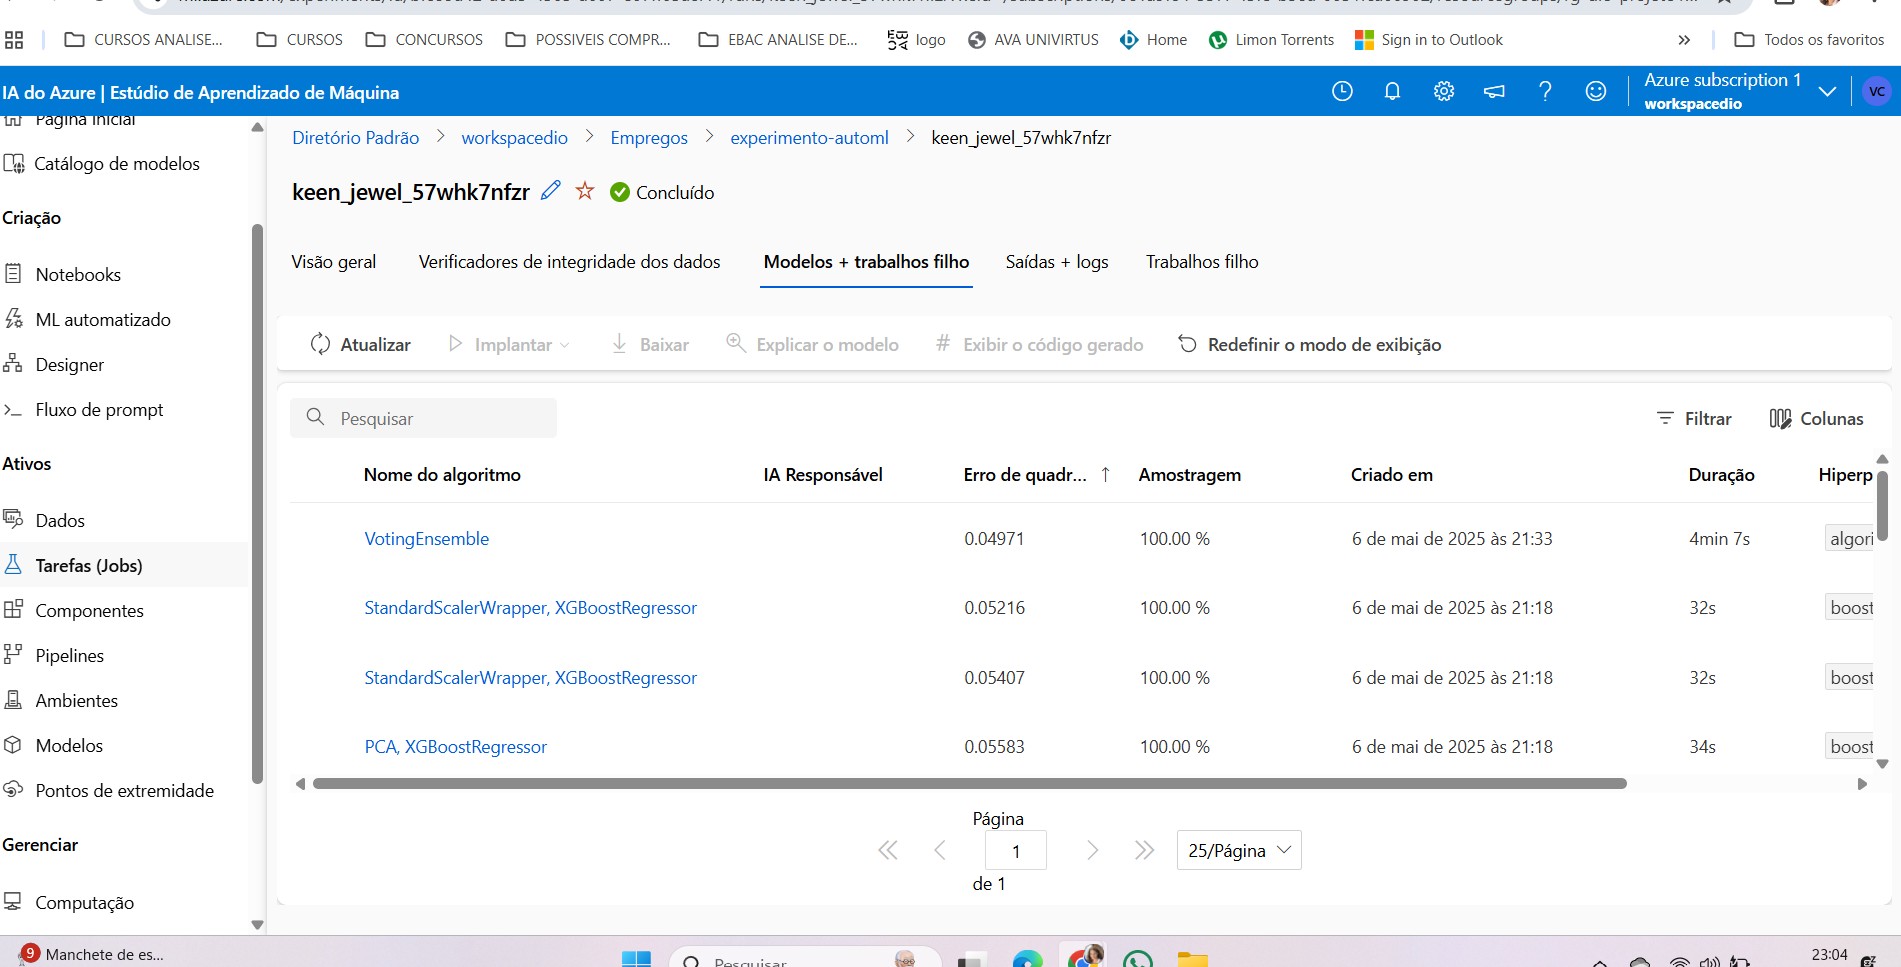 CURSOS ANALISE...
CURSOS
CONCURSOS
POSSIVEIS COMPR...
EBAC ANALISE DE...
logo
AVA UNIVIRTUS
Home
Limon Torrents
Sign in to Outlook
Todos os favoritos
IA do Azure | Estúdio de Aprendizado de Máquina
Azure subscription 1
workspacedio
VC
Página inicial
Catálogo de modelos
Criação
Notebooks
ML automatizado
Designer
Fluxo de prompt
Ativos
Dados
Tarefas (Jobs)
Componentes
Pipelines
Ambientes
Modelos
Pontos de extremidade
Gerenciar
Computação
Diretório Padrão > workspacedio > Empregos > experimento-automl > keen_jewel_57whk7nfzr
keen_jewel_57whk7nfzr
Concluído
Visão geral
Verificadores de integridade dos dados
Modelos + trabalhos filho
Saídas + logs
Trabalhos filho
Atualizar
Implantar
Baixar
Explicar o modelo
# Exibir o código gerado
Redefinir o modo de exibição
Pesquisar
Filtrar
Colunas
Nome do algoritmo IA Responsável Erro de quadr... ↑ Amostragem Criado em Duração Hiperp
VotingEnsemble 0.04971 100.00 % 6 de mai de 2025 às 21:33 4min 7s algori
StandardScalerWrapper, XGBoostRegressor 0.05216 100.00 % 6 de mai de 2025 às 21:18 32s boost
StandardScalerWrapper, XGBoostRegressor 0.05407 100.00 % 6 de mai de 2025 às 21:18 32s boost
PCA, XGBoostRegressor 0.05583 100.00 % 6 de mai de 2025 às 21:18 34s boost
Página
1
de 1
25/Página
9
Manchete de es...
Pesquisar
23:04